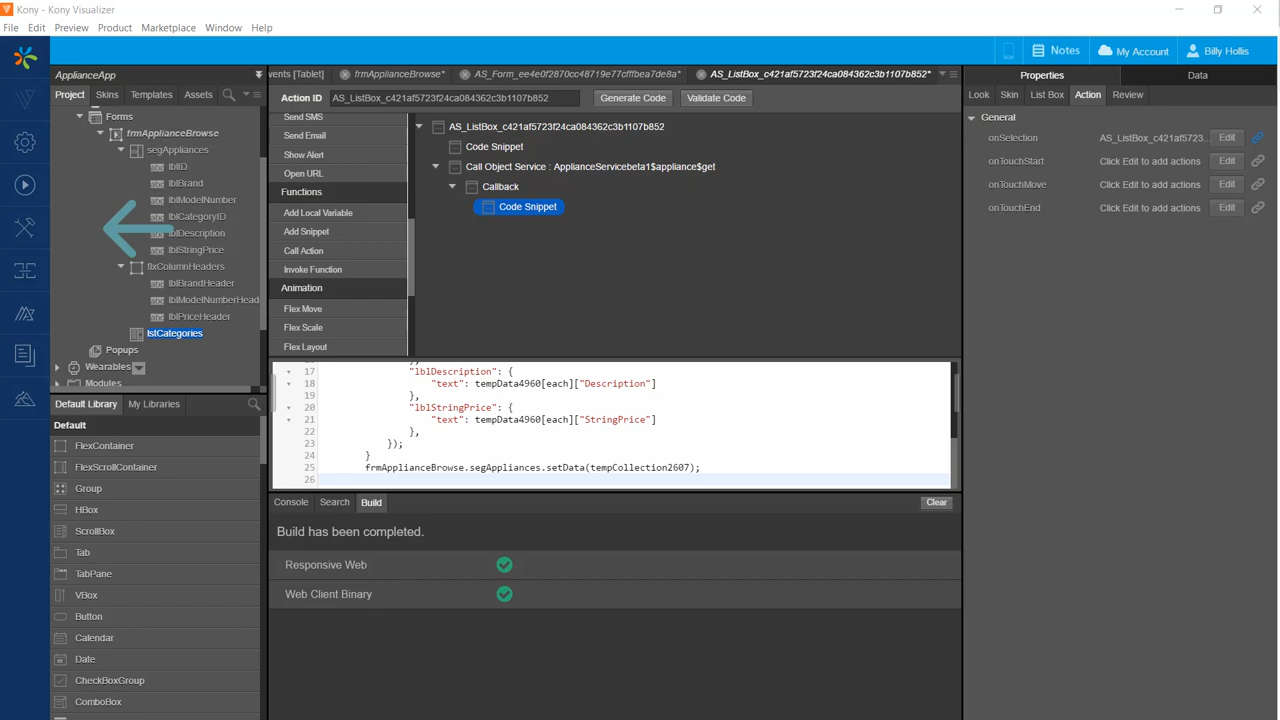 Kony - Kony Visualizer
File Edit Preview Product Marketplace Window Help
Notes My Account Billy Hollis
ApplianceApp
Project Skins Templates Assets
Forms
frmApplianceBrowse
segAppliances
lblID
lblBrand
lblModelNumber
lblCategoryID
lblDescription
lblStringPrice
flxColumnHeaders
lblBrandHeader
lblModelNumberHead
lblPriceHeader
lstCategories
Popups
Wearables
Modules
Default Library My Libraries
Default
FlexContainer
FlexScrollContainer
Group
HBox
ScrollBox
Tab
TabPane
VBox
Button
Calendar
Date
CheckBoxGroup
ComboBox
vents [Tablet] frmApplianceBrowse* AS_Form_ee4e0f2870cc48719e77cfffbea7de8a* AS_ListBox_c421af5723f24ca084362c3b1107b852*
Action ID AS_ListBox_c421af5723f24ca084362c3b1107b852 Generate Code Validate Code
Send SMS
Send Email
Show Alert
Open URL
Functions
Add Local Variable
Add Snippet
Call Action
Invoke Function
Animation
Flex Move
Flex Scale
Flex Layout
AS_ListBox_c421af5723f24ca084362c3b1107b852
Code Snippet
Call Object Service : ApplianceServicebeta1$appliance$get
Callback
Code Snippet
17 "lblDescription": {
18 "text": tempData4960[each]["Description"]
19 },
20 "lblStringPrice": {
21 "text": tempData4960[each]["StringPrice"]
22 },
23 });
24 }
25 frmApplianceBrowse.segAppliances.setData(tempCollection2607);
26
Console Search Build Clear
Build has been completed.
Responsive Web
Web Client Binary
Properties Data
Look Skin List Box Action Review
General
onSelection AS_ListBox_c421af5723... Edit
onTouchStart Click Edit to add actions Edit
onTouchMove Click Edit to add actions Edit
onTouchEnd Click Edit to add actions Edit